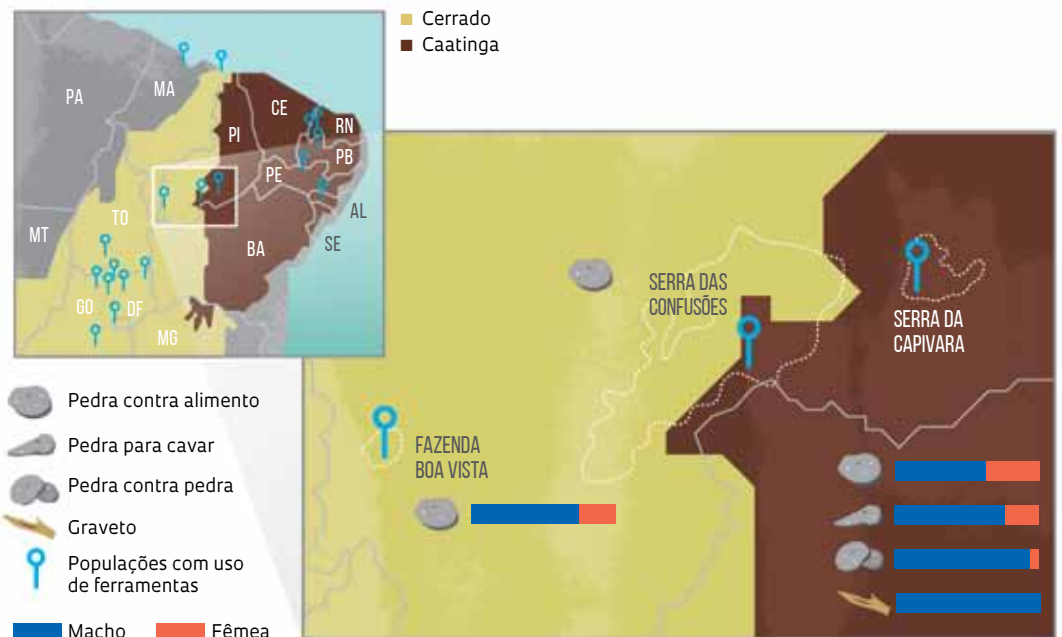 Cerrado
Caatinga
PA
MA
CE
RN
PI
PB
PE
TO
AL
MT
SE
BA
GO
DF
MG
SERRA DAS
CONFUSÕES
SERRA DA
CAPIVARA
FAZENDA
BOA VISTA
Pedra contra alimento
Pedra para cavar
Pedra contra pedra
Graveto
Populações com uso
de ferramentas
Macho
Fêmea